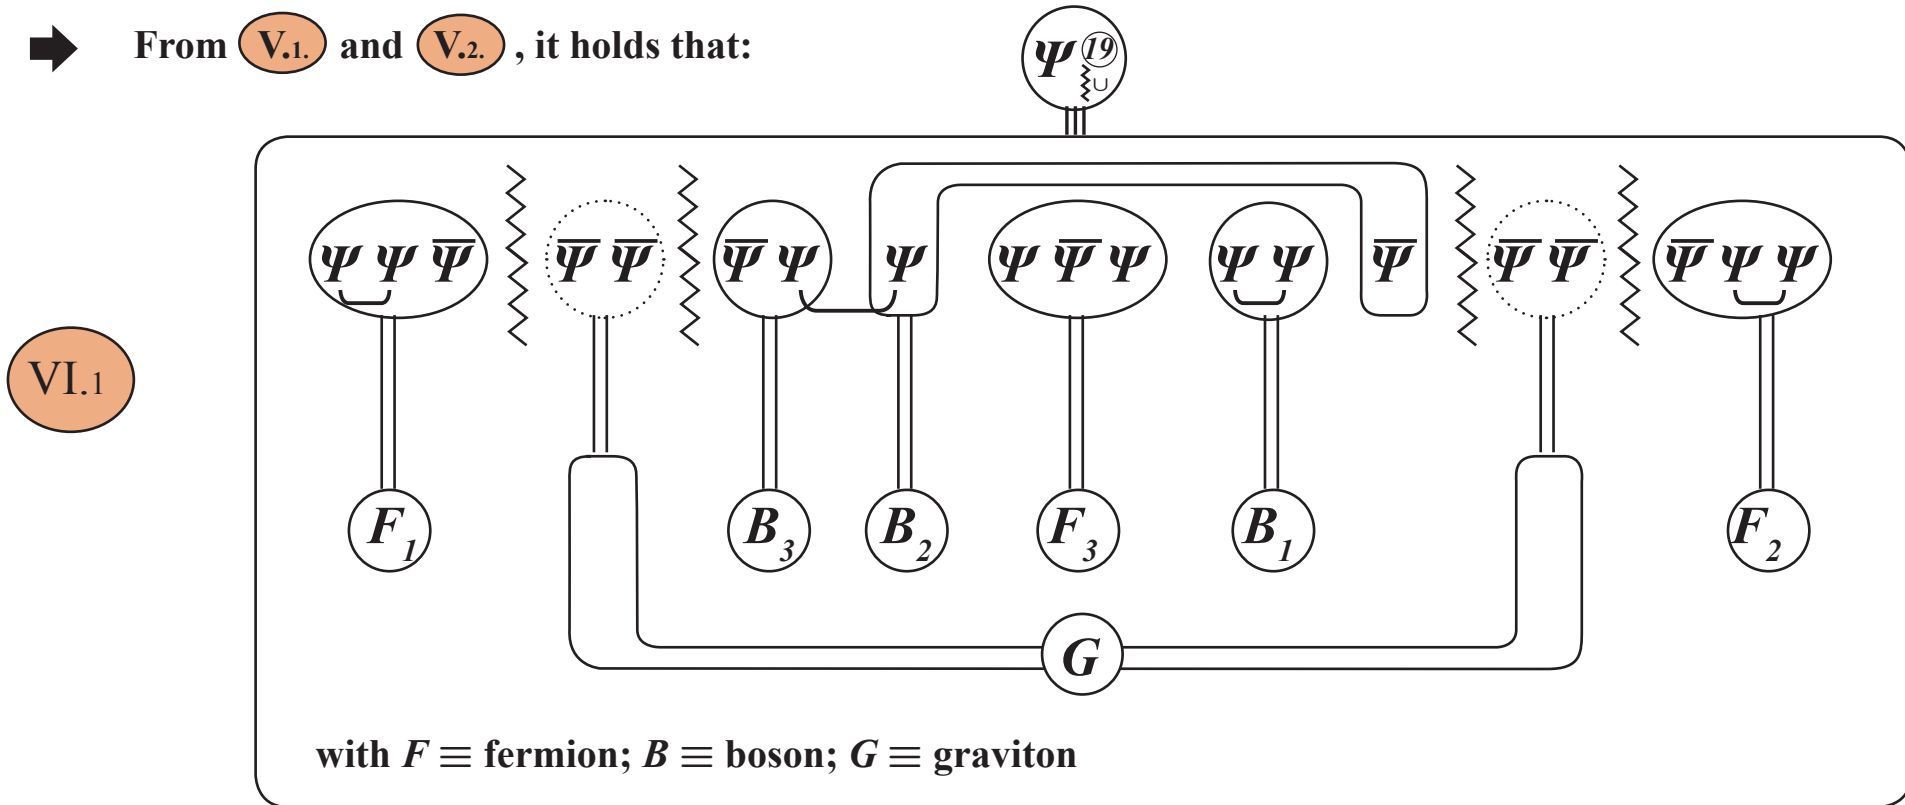 From V.1. and V.2. , it holds that:
Ψ 19 ∪
Ψ Ψ Ψ̅ Ψ̅ Ψ̅ Ψ̅ Ψ Ψ Ψ Ψ̅ Ψ Ψ Ψ Ψ̅ Ψ̅ Ψ̅ Ψ̅ Ψ Ψ
VI.1
F1 B3 B2 F3 B1 F2
G
with F ≡ fermion; B ≡ boson; G ≡ graviton